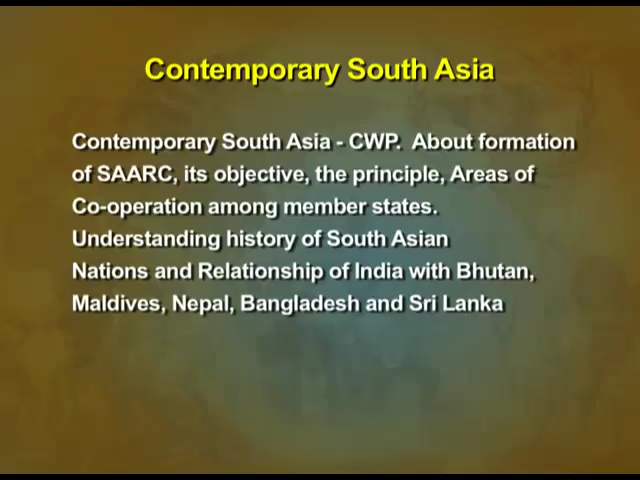 Contemporary South Asia
Contemporary South Asia - CWP. About formation
of SAARC, its objective, the principle, Areas of
Co-operation among member states.
Understanding history of South Asian
Nations and Relationship of India with Bhutan,
Maldives, Nepal, Bangladesh and Sri Lanka